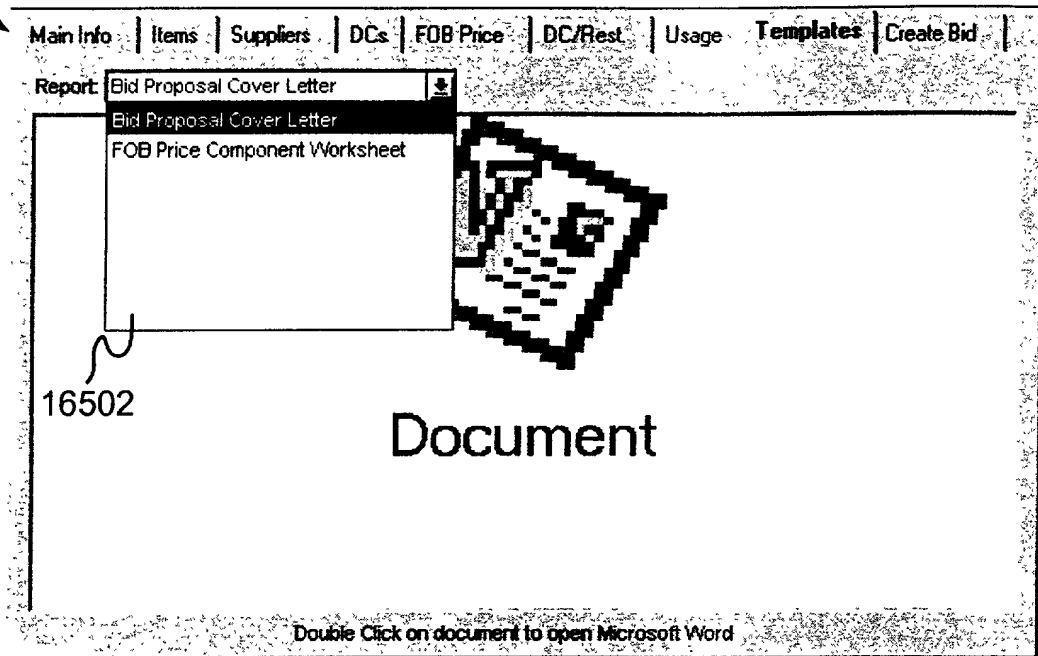 Main Info Items Suppliers DCs FOB Price DC/Rest. Usage Templates Create Bid
Report: Bid Proposal Cover Letter
Bid Proposal Cover Letter
FOB Price Component Worksheet
16502
Document
Double Click on document to open Microsoft Word